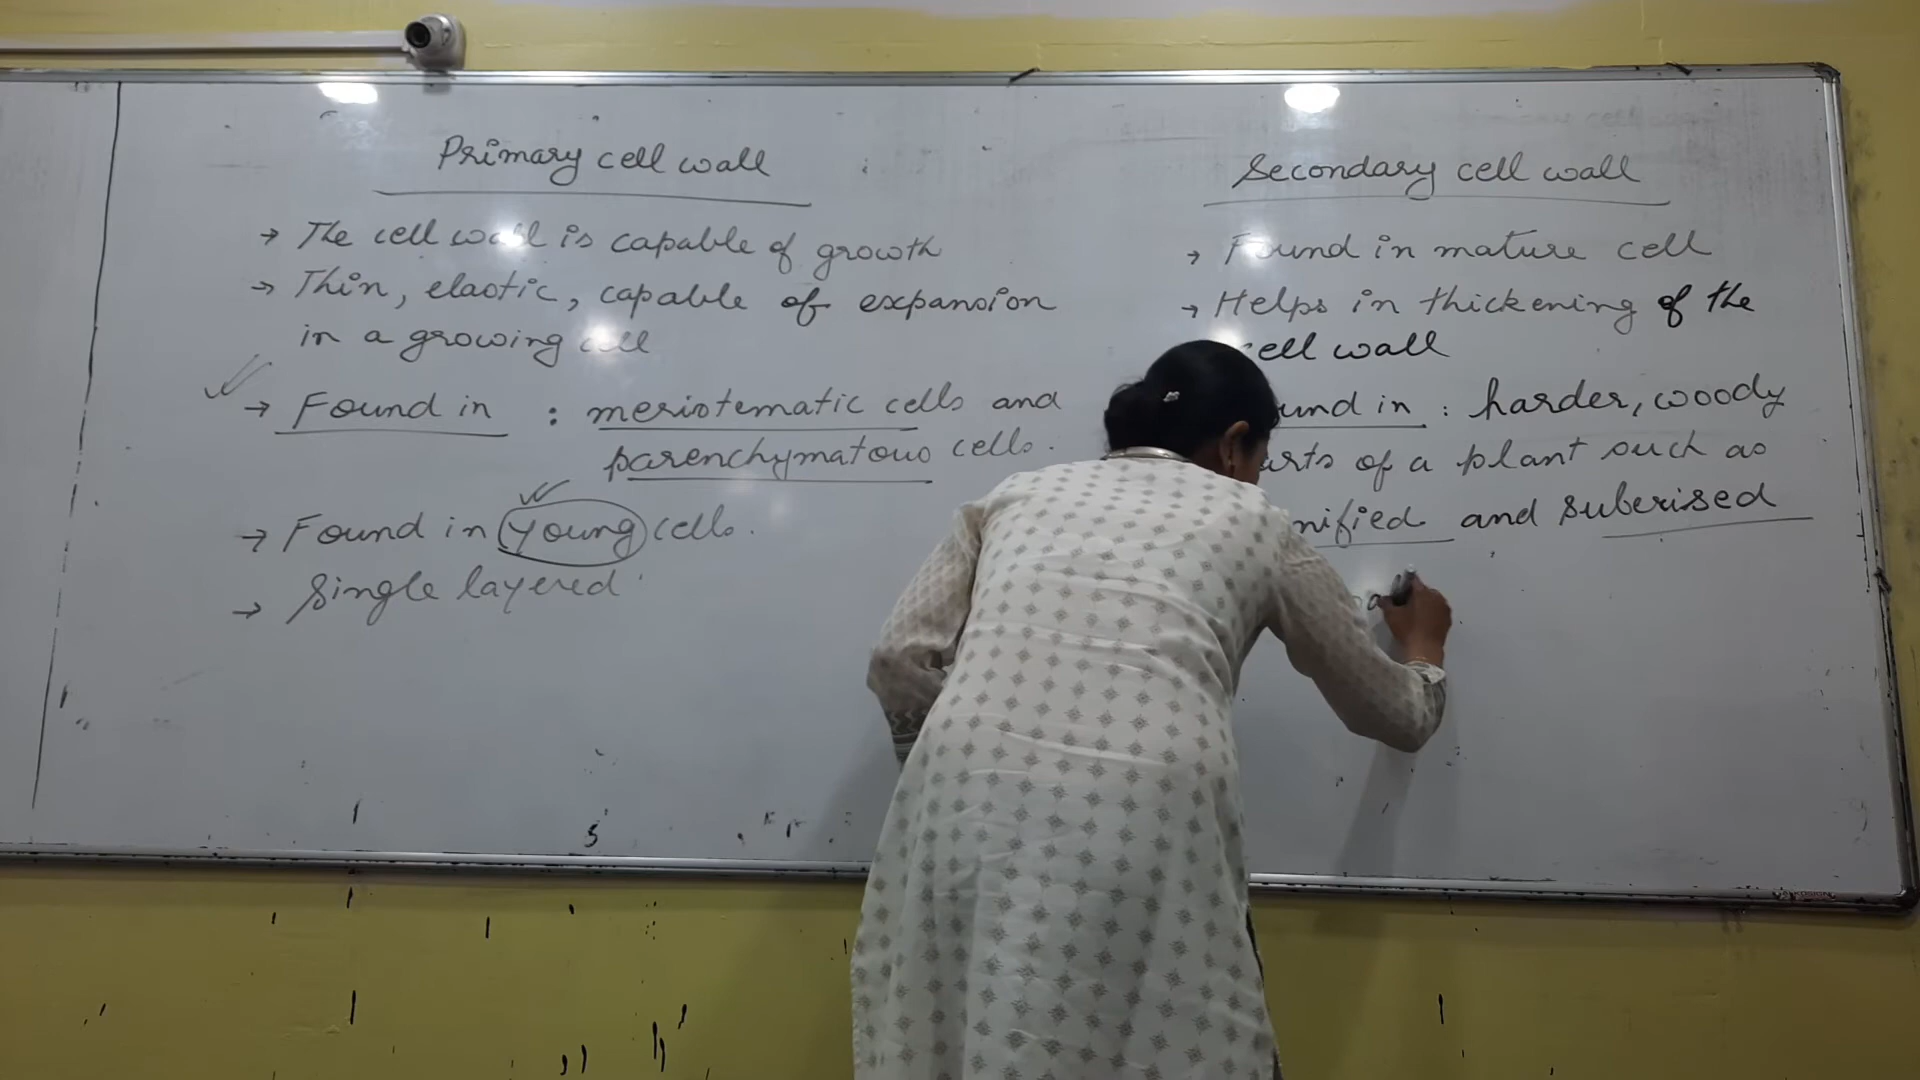 Primary cell wall
→ The cell wall is capable of growth
→ Thin, elastic, capable of expansion
in a growing cell
→ Found in : meristematic cells and
parenchymatous cells.
→ Found in young cells.
→ Single layered
Secondary cell wall
→ Found in mature cell
→ Helps in thickening of the
cell wall
in : harder, woody
of a plant such as
and suberised